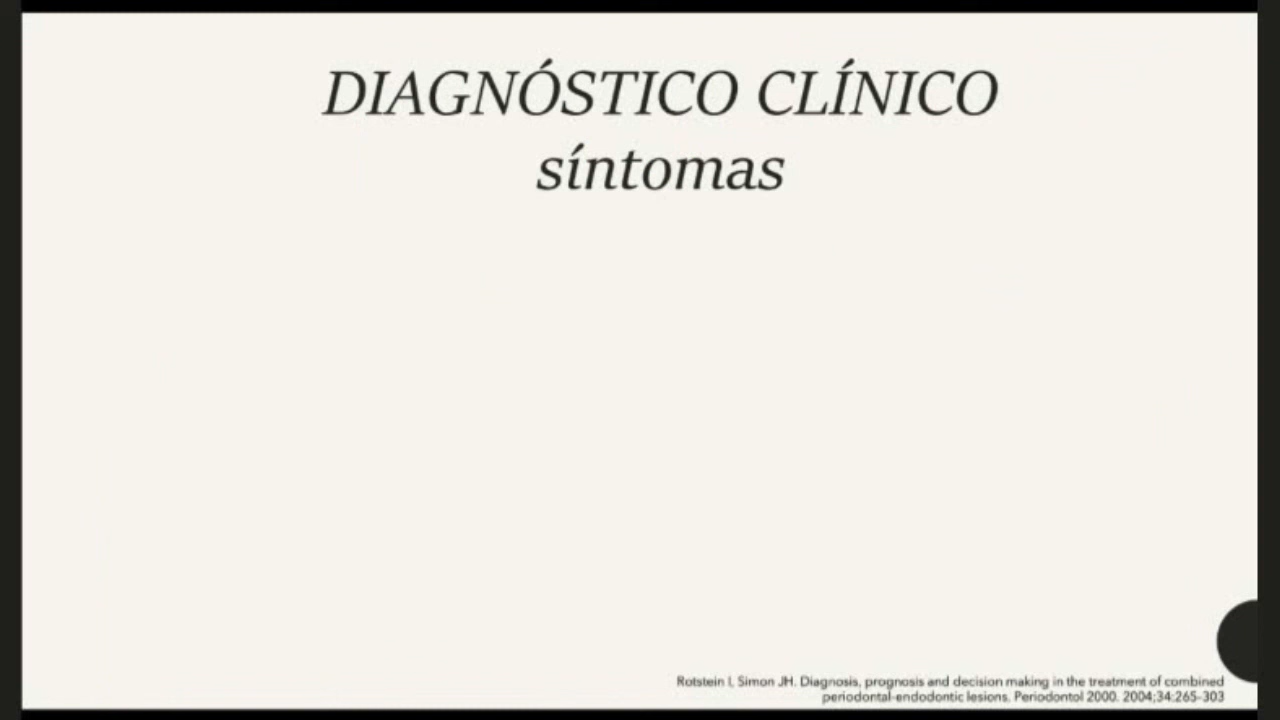 DIAGNÓSTICO CLÍNICO
síntomas
Rotstein I, Simon JH. Diagnosis, prognosis and decision making in the treatment of combined
periodontal-endodontic lesions. Periodontol 2000. 2004;34:265-303